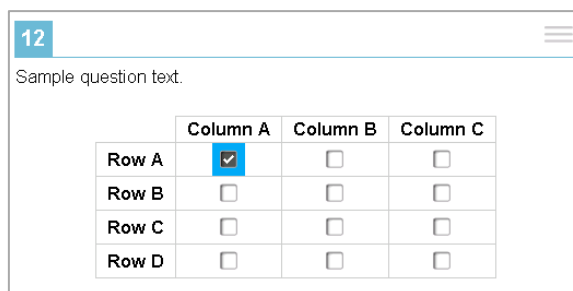 12
Sample question text.
Column A Column B Column C
Row A
Row B
Row C
Row D